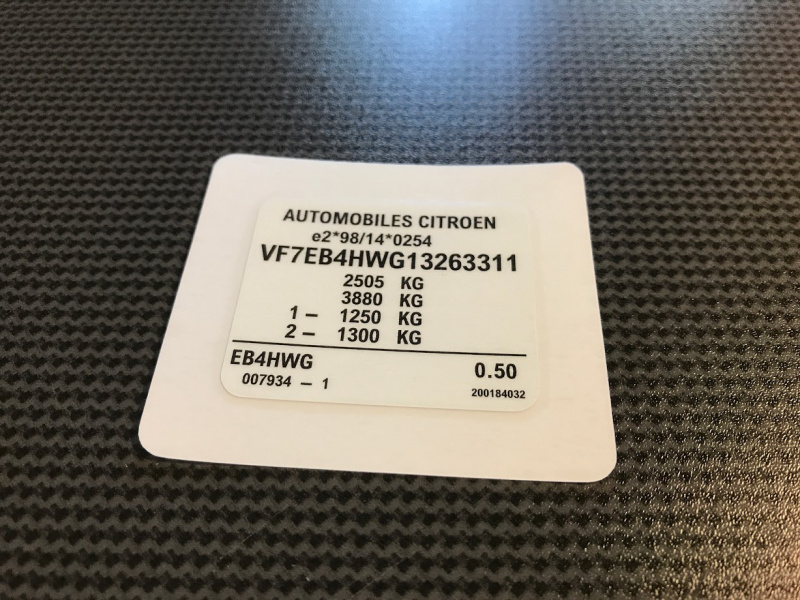 AUTOMOBILES CITROEN
e2*98/14*0254
VF7EB4HWG13263311
2505 KG
3880 KG
1 – 1250 KG
2 – 1300 KG
EB4HWG 0.50
007934 – 1 200184032